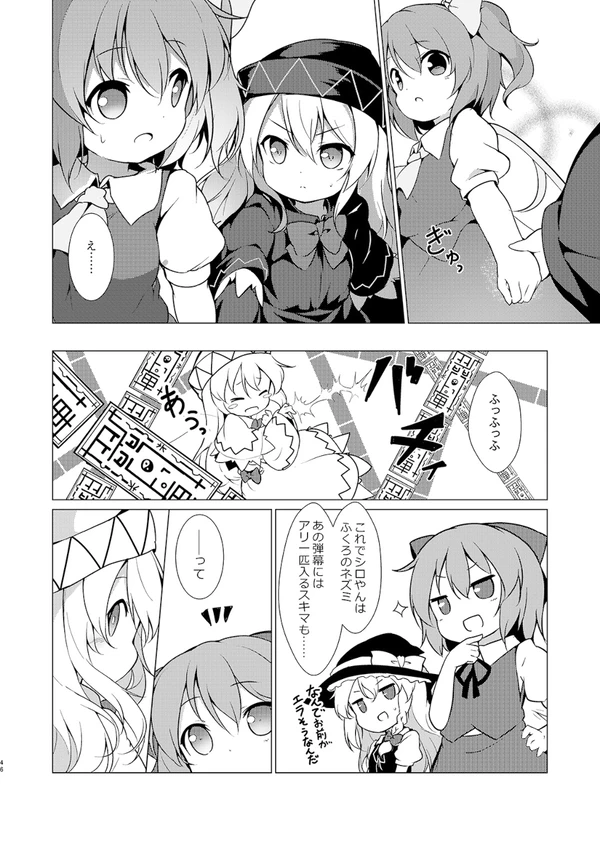 ぎゅっ
え……
ふっふっふ
バチィ
あうっ
これでシロやんは
ふくろのネズミ
あの弾幕には
アリ一匹入るスキマも……
なんでお前が
エラそうなんだ
──って
46